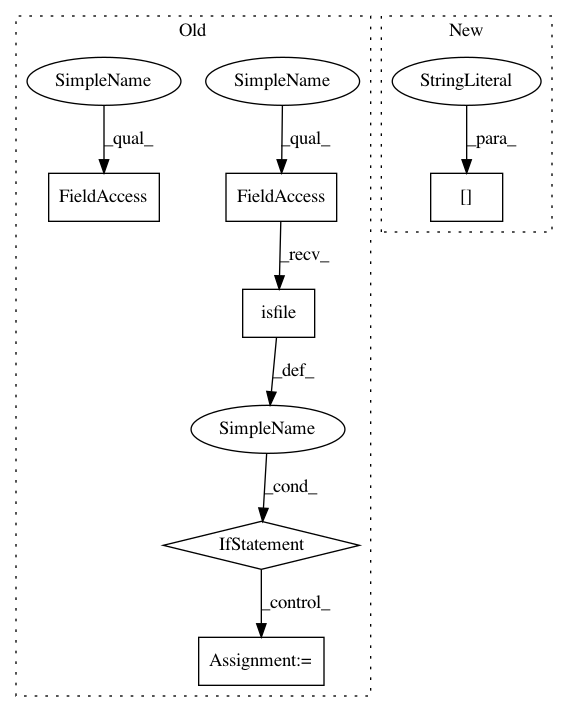 Old
New
SimpleName
SimpleName
StringLiteral
_qual_
_qual_
_para_
FieldAccess
FieldAccess
[]
_recv_
isfile
_def_
SimpleName
_cond_
IfStatement
_control_
Assignment:=